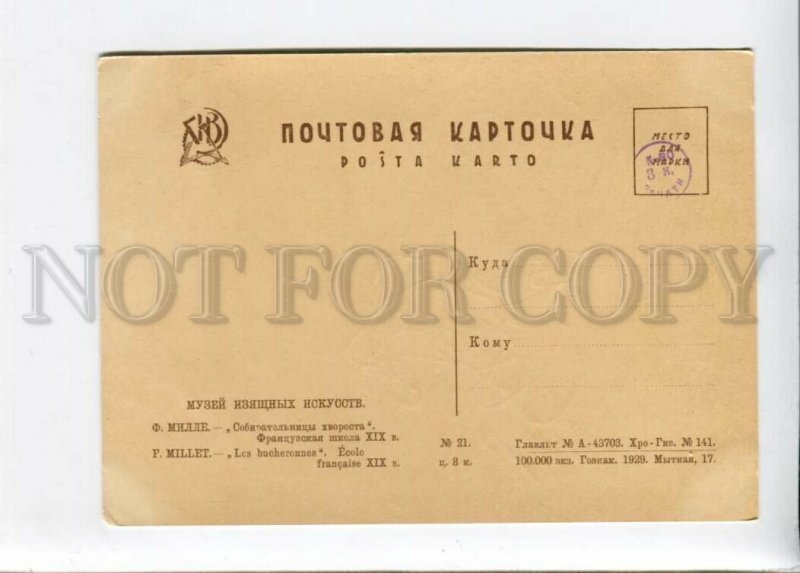 ПОЧТОВАЯ КАРТОЧКА
POŜTA KARTO
МЕСТО
ДЛЯ
МАРКИ
3 к.
Куда
NOT FOR COPY
Кому
МУЗЕЙ ИЗЯЩНЫХ ИСКУССТВ.
Ф. МИЛЛЕ. — „Собирательницы хвороста".
Французская школа XIX в.
F. MILLET. — „Les bucheronnes". École
française XIX s.
№ 21.
ц. 8 к.
Главлит № А-43703. Хро-Гиз. № 141.
100.000 экз. Гознак. 1929. Мытная, 17.